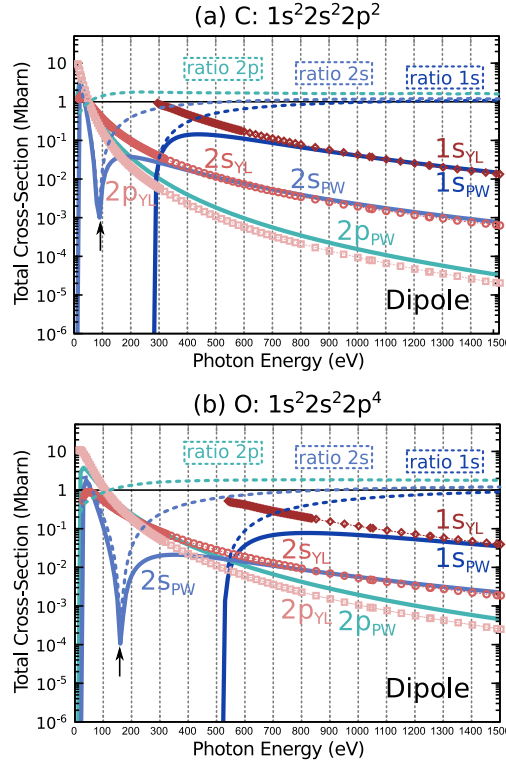 (a) C: 1s²2s²2p²
Total Cross-Section (Mbarn)
10
1
10⁻¹
10⁻²
10⁻³
10⁻⁴
10⁻⁵
10⁻⁶
ratio 2p
ratio 2s
ratio 1s
2s_YL
1s_YL
2p_YL
2s_PW
1s_PW
2p_PW
Dipole
0 100 200 300 400 500 600 700 800 900 1000 1100 1200 1300 1400 1500
Photon Energy (eV)
(b) O: 1s²2s²2p⁴
Total Cross-Section (Mbarn)
10
1
10⁻¹
10⁻²
10⁻³
10⁻⁴
10⁻⁵
10⁻⁶
ratio 2p
ratio 2s
ratio 1s
1s_YL
2s_YL
1s_PW
2s_PW
2p_YL
2p_PW
Dipole
0 100 200 300 400 500 600 700 800 900 1000 1100 1200 1300 1400 1500
Photon Energy (eV)